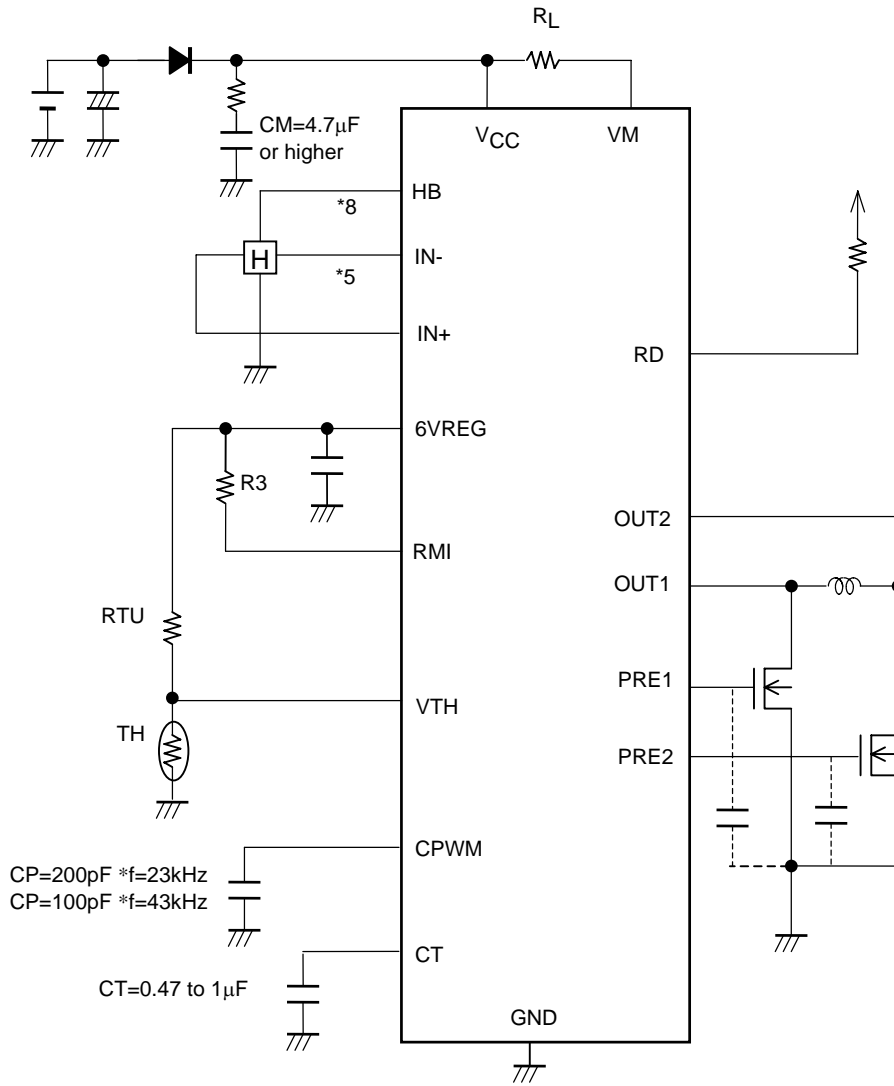 RL
CM=4.7μF
or higher
VCC
VM
HB
*8
H
IN-
*5
IN+
RD
6VREG
R3
OUT2
RMI
OUT1
RTU
PRE1
VTH
TH
PRE2
CPWM
CP=200pF *f=23kHz
CP=100pF *f=43kHz
CT
CT=0.47 to 1μF
GND